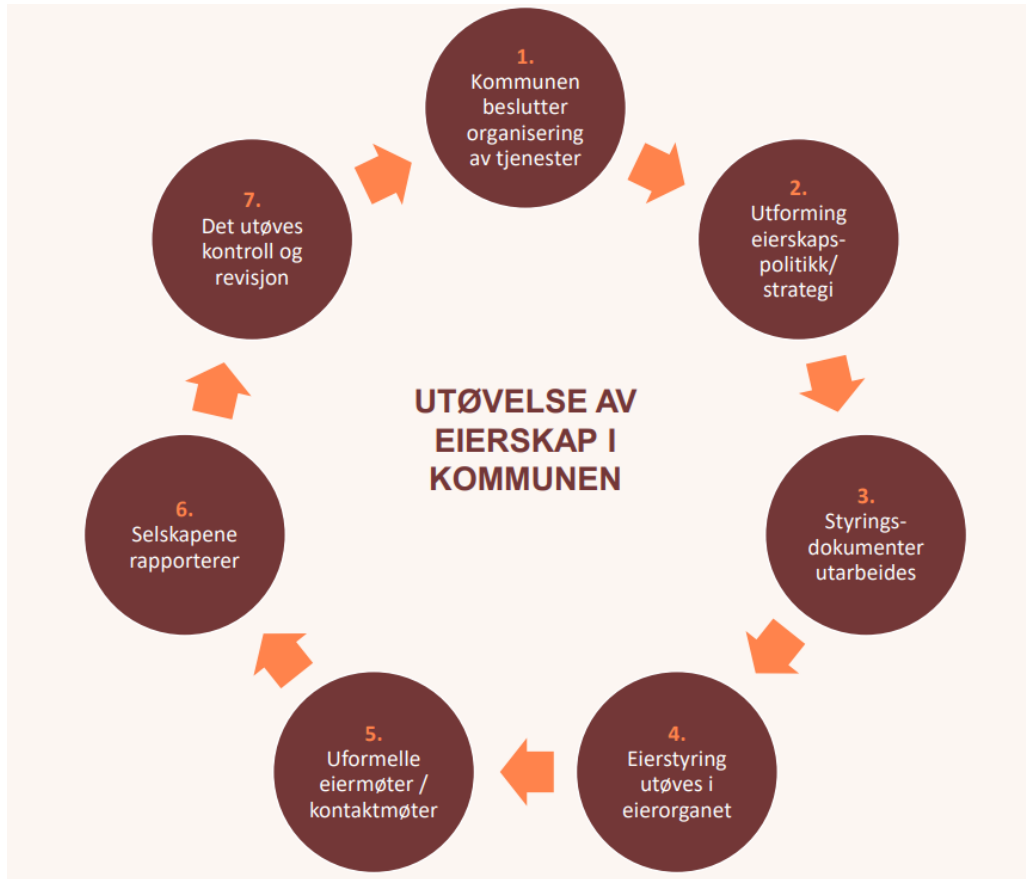 1.
Kommunen
beslutter
organisering
av tjenester
2.
Utforming
eierskaps-
politikk/
strategi
3.
Styrings-
dokumenter
utarbeides
4.
Eierstyring
utøves i
eierorganet
5.
Uformelle
eiermøter /
kontaktmøter
6.
Selskapene
rapporterer
7.
Det utøves
kontroll og
revisjon
UTØVELSE AV
EIERSKAP I
KOMMUNEN